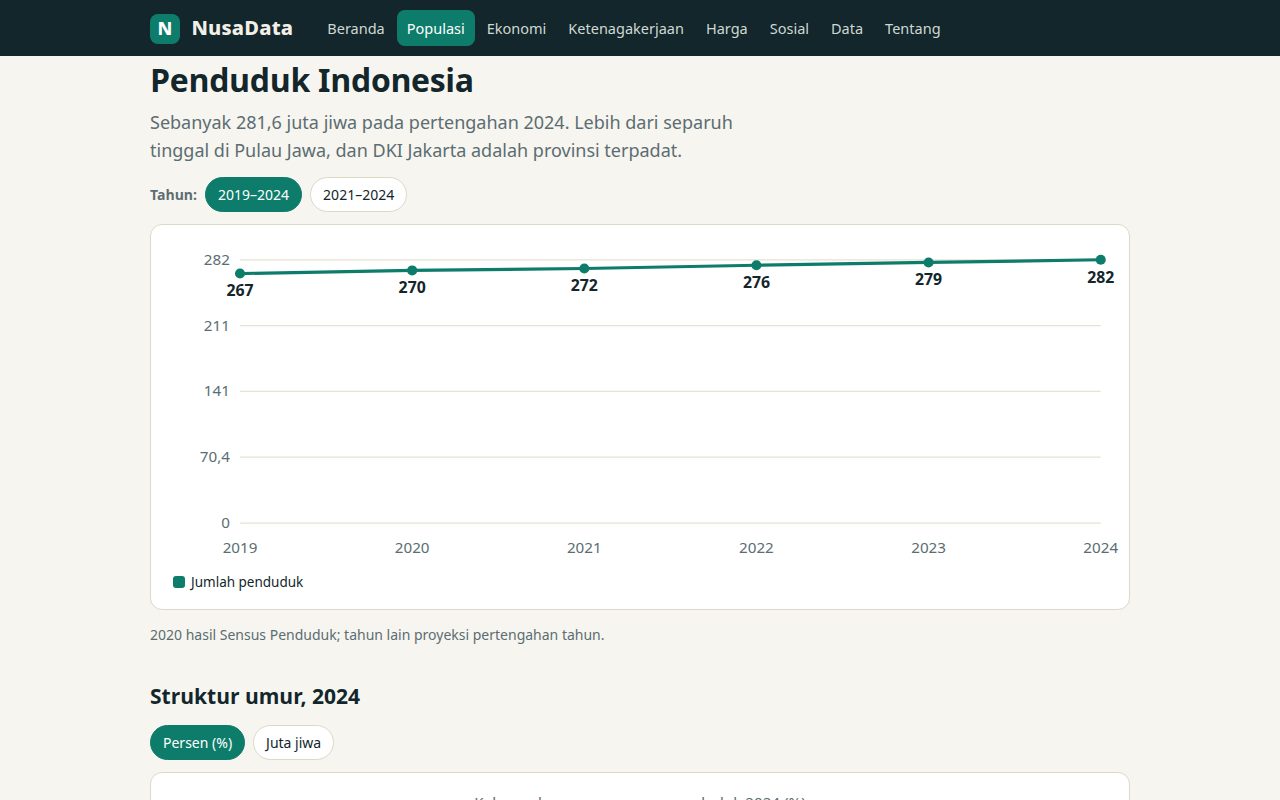 N NusaData Beranda Populasi Ekonomi Ketenagakerjaan Harga Sosial Data Tentang
Penduduk Indonesia
Sebanyak 281,6 juta jiwa pada pertengahan 2024. Lebih dari separuh
tinggal di Pulau Jawa, dan DKI Jakarta adalah provinsi terpadat.
Tahun: 2019–2024 2021–2024
282
267 270 272 276 279 282
211
141
70,4
0
2019 2020 2021 2022 2023 2024
Jumlah penduduk
2020 hasil Sensus Penduduk; tahun lain proyeksi pertengahan tahun.
Struktur umur, 2024
Persen (%) Juta jiwa